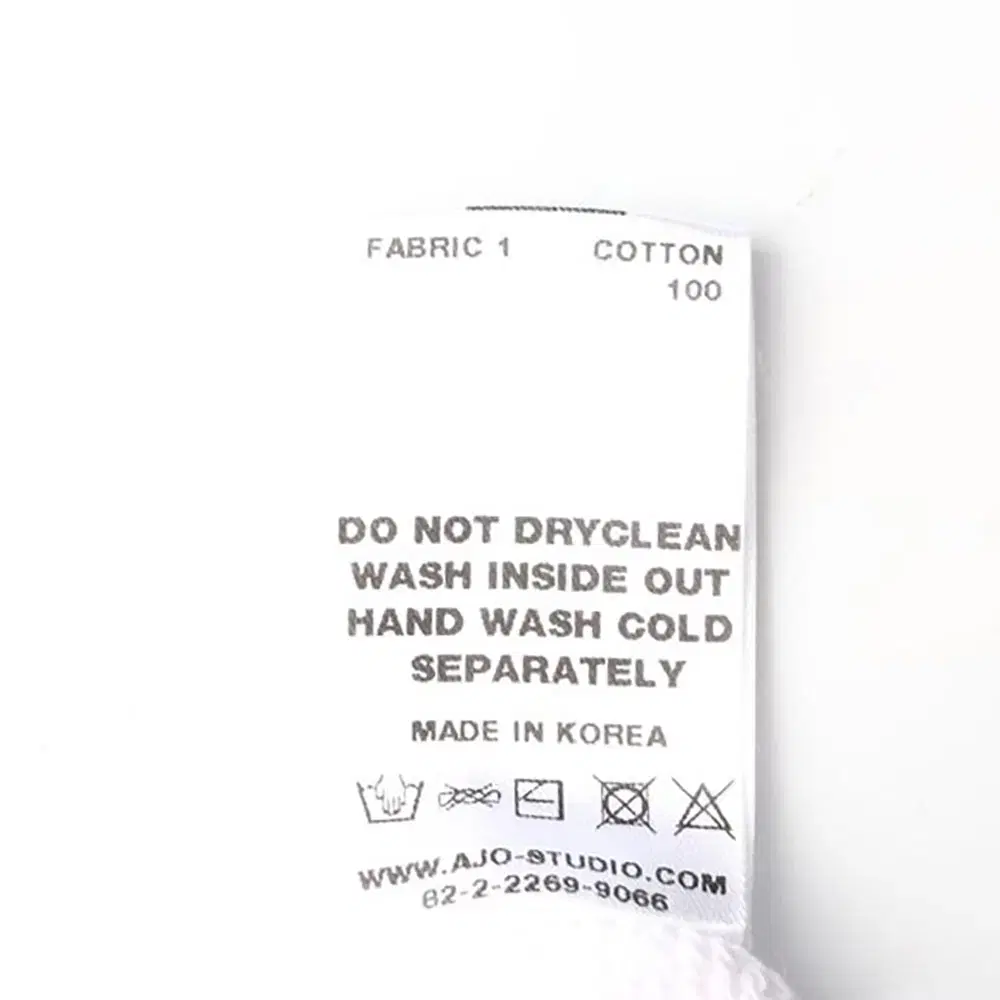 FABRIC 1 COTTON
100
DO NOT DRYCLEAN
WASH INSIDE OUT
HAND WASH COLD
SEPARATELY
MADE IN KOREA
WWW.AJO-STUDIO.COM
82-2-2269-9066